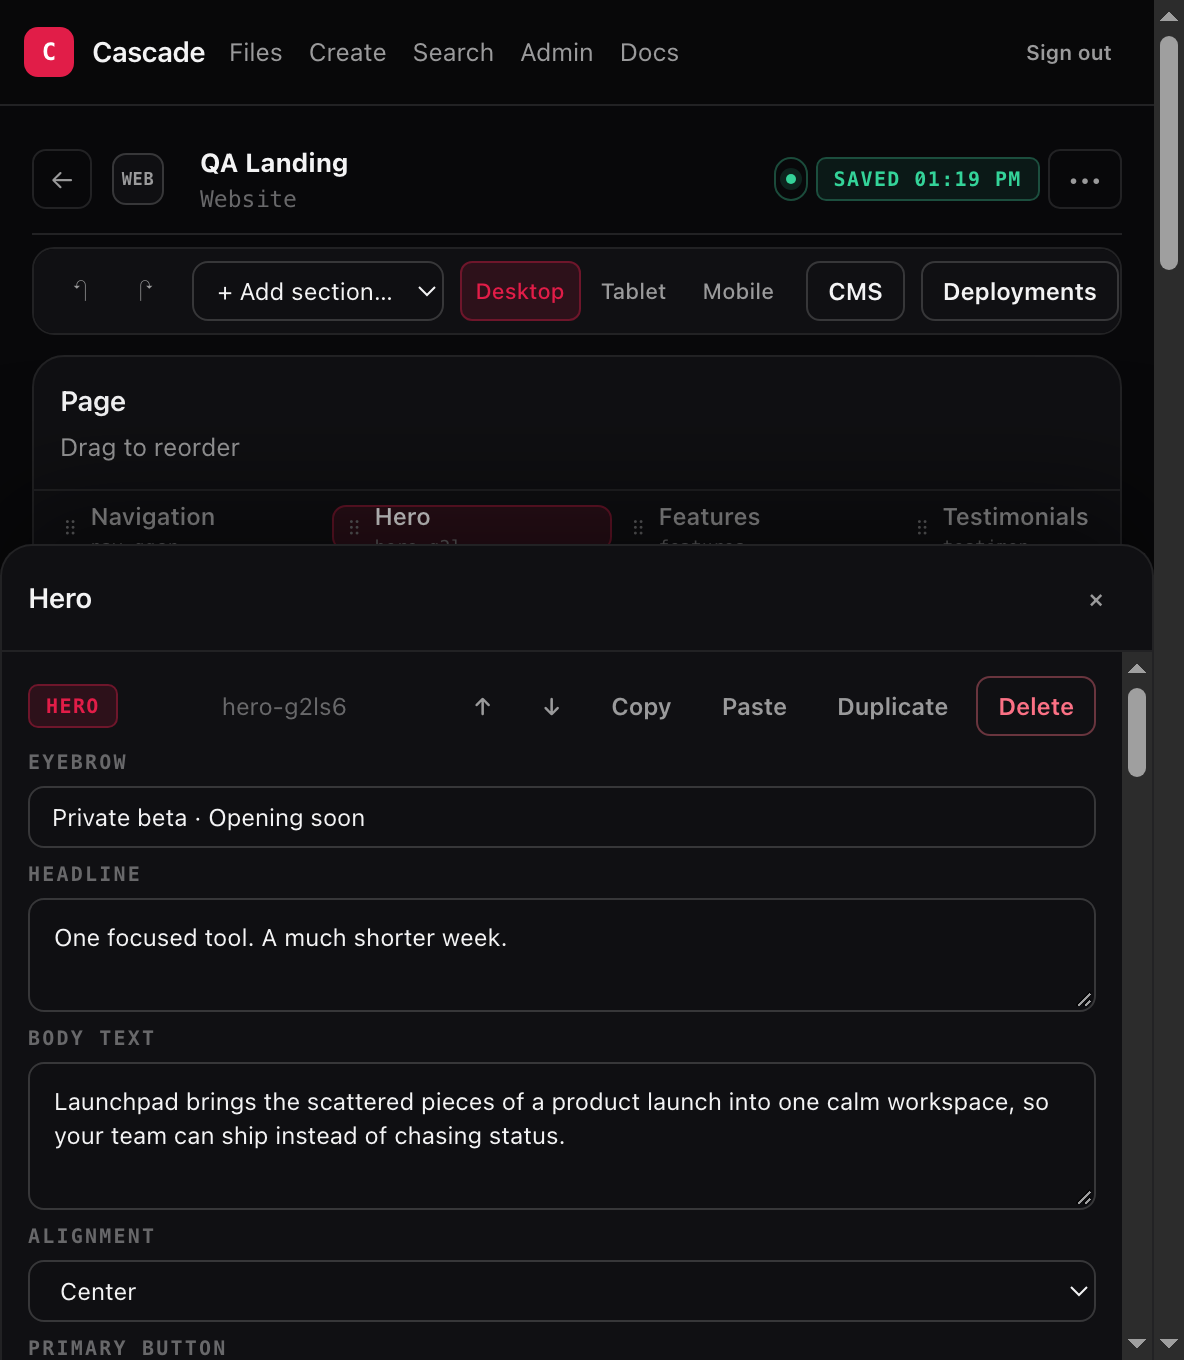 C Cascade Files Create Search Admin Docs Sign out
WEB QA Landing SAVED 01:19 PM
Website
+ Add section... Desktop Tablet Mobile CMS Deployments
Page
Drag to reorder
Navigation Hero Features Testimonials
Hero
HERO hero-g2ls6 Copy Paste Duplicate Delete
EYEBROW
Private beta · Opening soon
HEADLINE
One focused tool. A much shorter week.
BODY TEXT
Launchpad brings the scattered pieces of a product launch into one calm workspace, so
your team can ship instead of chasing status.
ALIGNMENT
Center
PRIMARY BUTTON